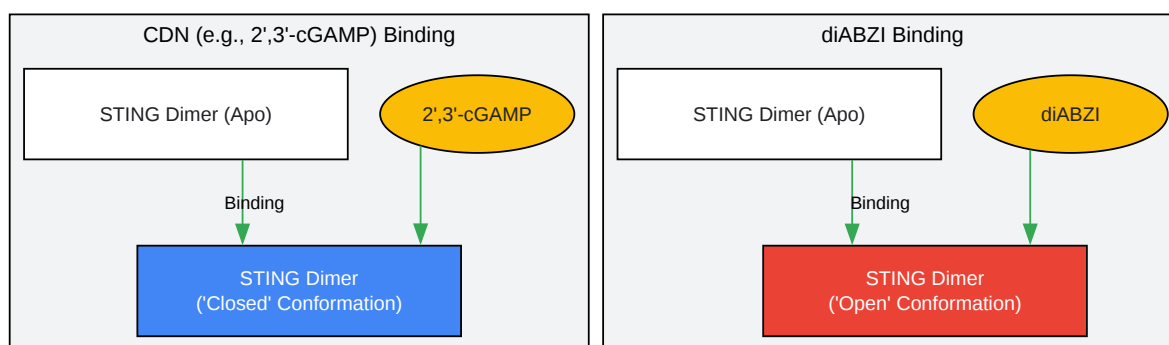 CDN (e.g., 2',3'-cGAMP) Binding
STING Dimer (Apo)
2',3'-cGAMP
Binding
STING Dimer
('Closed' Conformation)
diABZI Binding
STING Dimer (Apo)
diABZI
Binding
STING Dimer
('Open' Conformation)